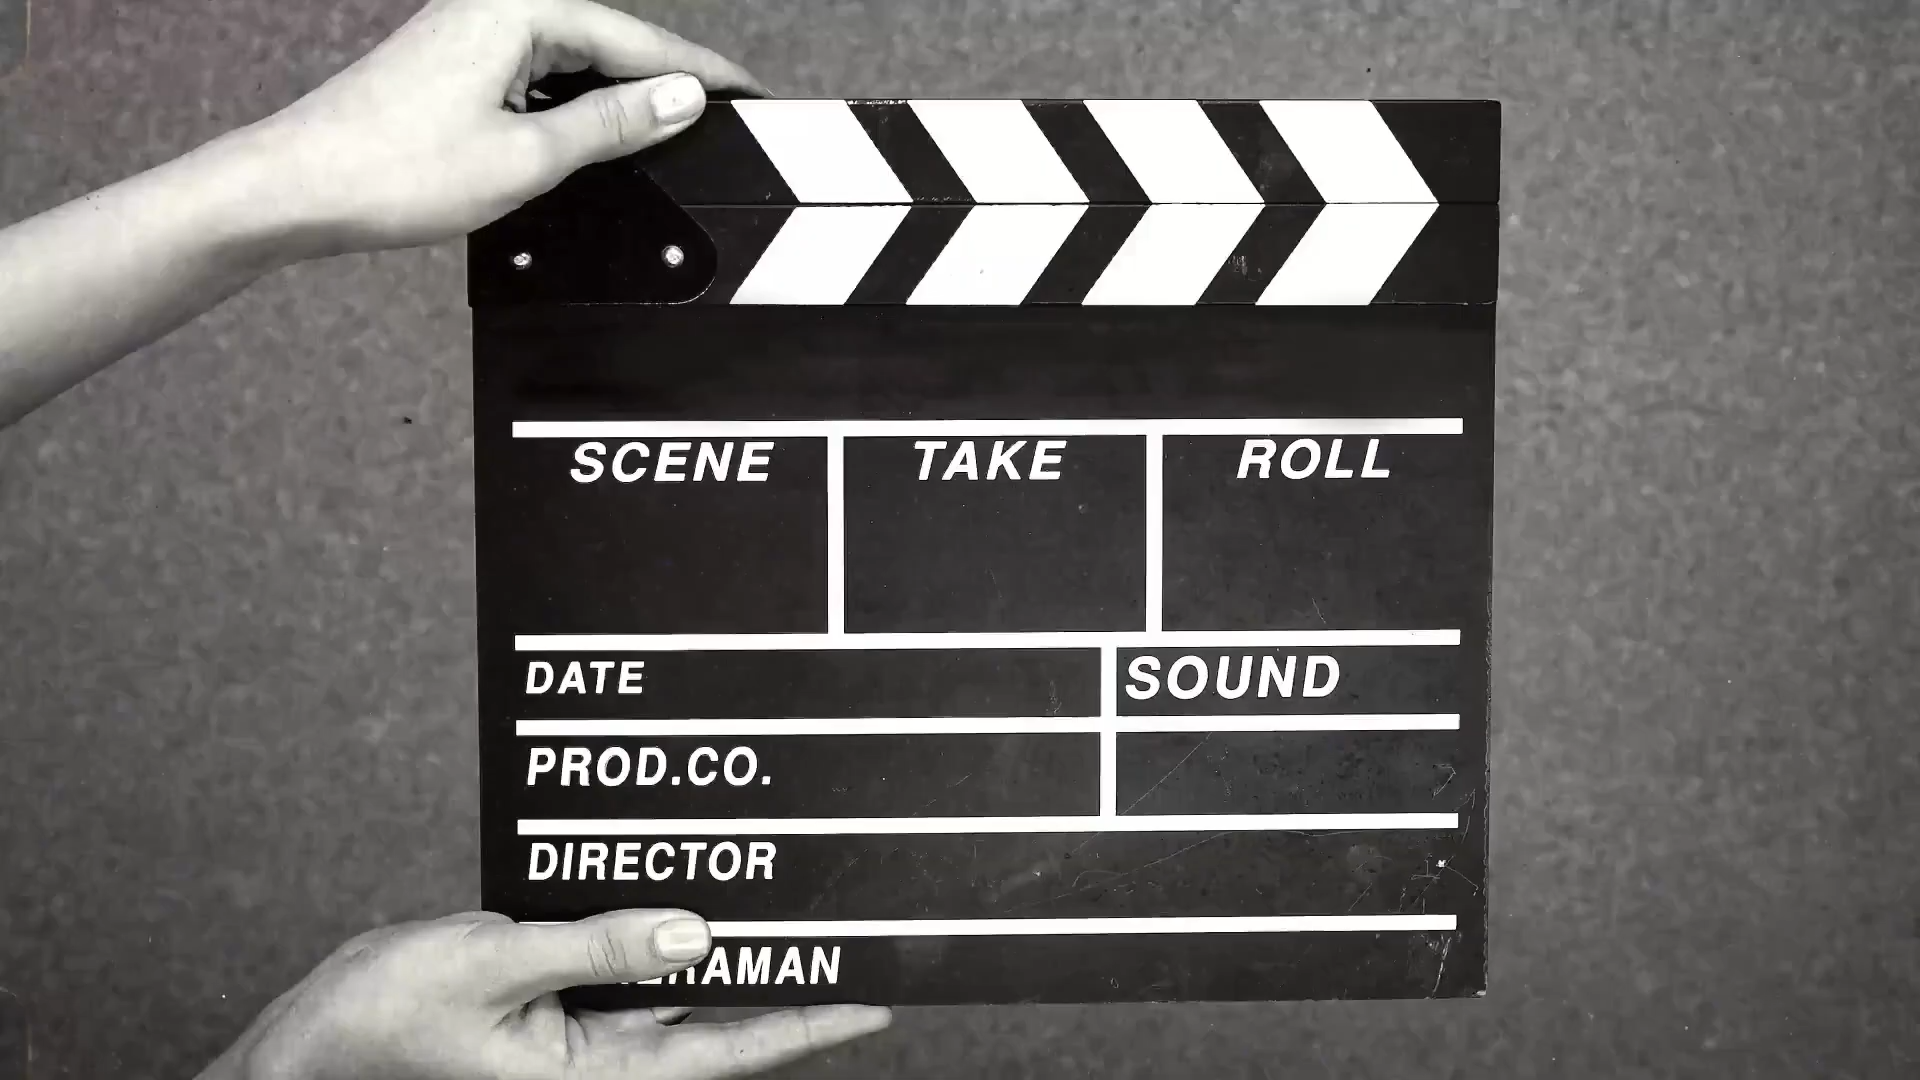 SCENE TAKE ROLL
DATE SOUND
PROD.CO.
DIRECTOR